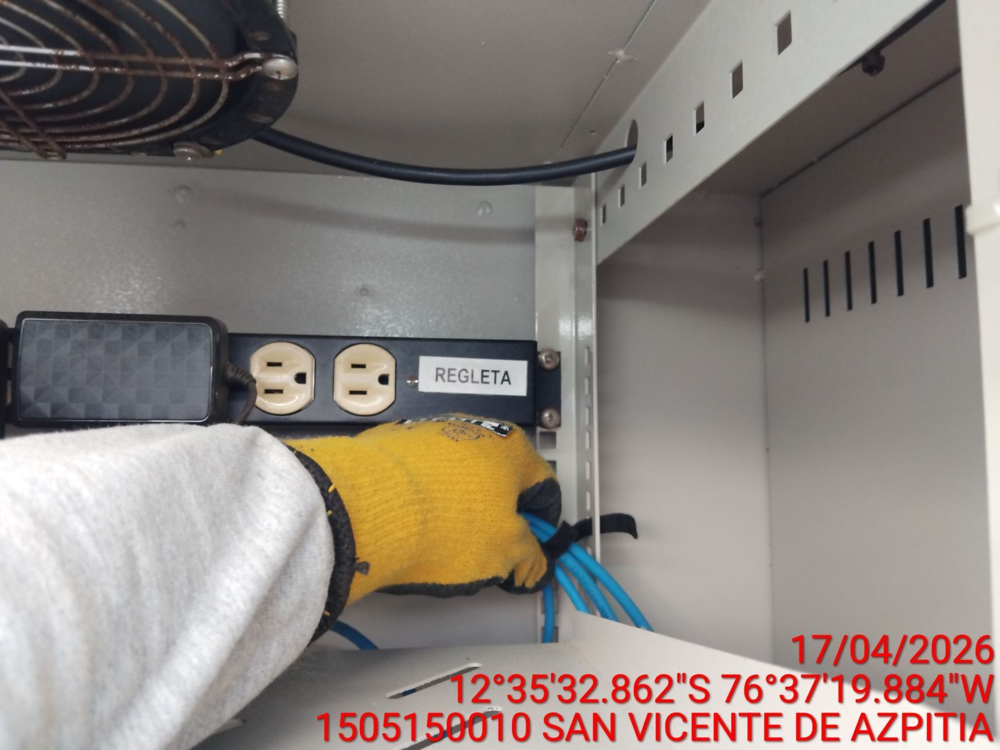 REGLETA
17/04/2026
12°35'32.862"S 76°37'19.884"W
1505150010 SAN VICENTE DE AZPITIA